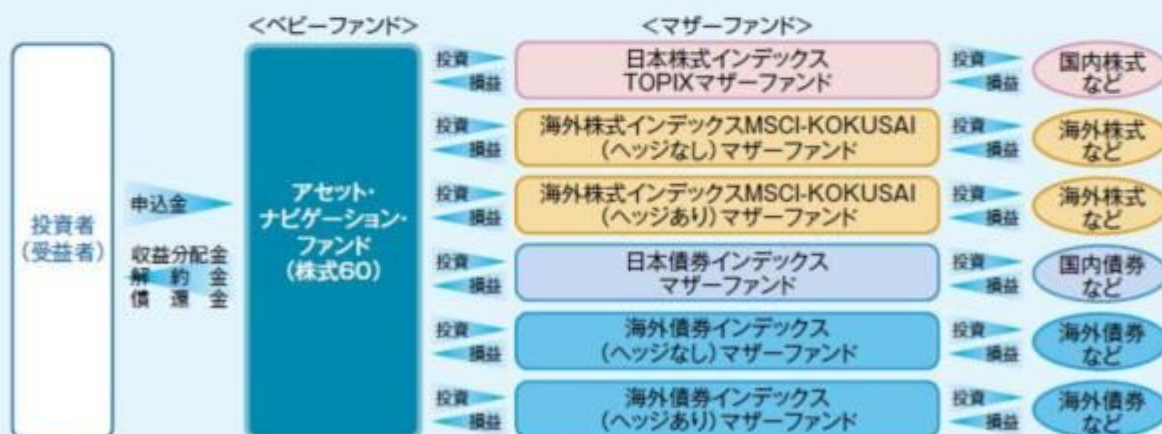 <ベビーファンド>
<マザーファンド>
投資者
(受益者)
申込金
収益分配金
解約金
償還金
アセット・
ナビゲーション・
ファンド
(株式60)
投資
損益
日本株式インデックス
TOPIXマザーファンド
投資
損益
国内株式
など
投資
損益
海外株式インデックスMSCI-KOKUSAI
(ヘッジなし)マザーファンド
投資
損益
海外株式
など
投資
損益
海外株式インデックスMSCI-KOKUSAI
(ヘッジあり)マザーファンド
投資
損益
海外株式
など
投資
損益
日本債券インデックス
マザーファンド
投資
損益
国内債券
など
投資
損益
海外債券インデックス
(ヘッジなし)マザーファンド
投資
損益
海外債券
など
投資
損益
海外債券インデックス
(ヘッジあり)マザーファンド
投資
損益
海外債券
など